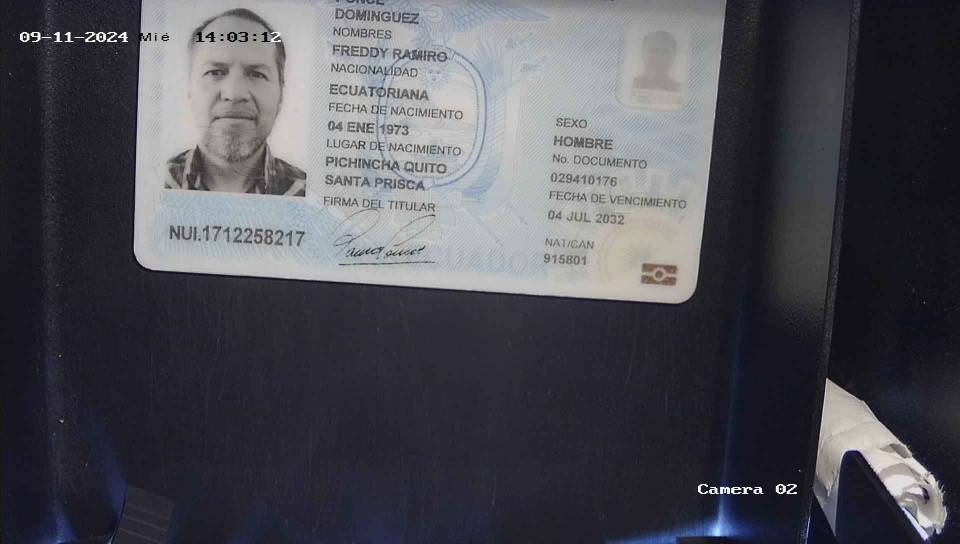 PONCE
DOMINGUEZ
NOMBRES
FREDDY RAMIRO
NACIONALIDAD
ECUATORIANA
FECHA DE NACIMIENTO
04 ENE 1973
LUGAR DE NACIMIENTO
PICHINCHA QUITO
SANTA PRISCA
FIRMA DEL TITULAR
SEXO
HOMBRE
No. DOCUMENTO
029410176
FECHA DE VENCIMIENTO
04 JUL 2032
NAT/CAN
915801
NUI.1712258217
ECUADOR
09-11-2024 Mié 14:03:12
Camera 02